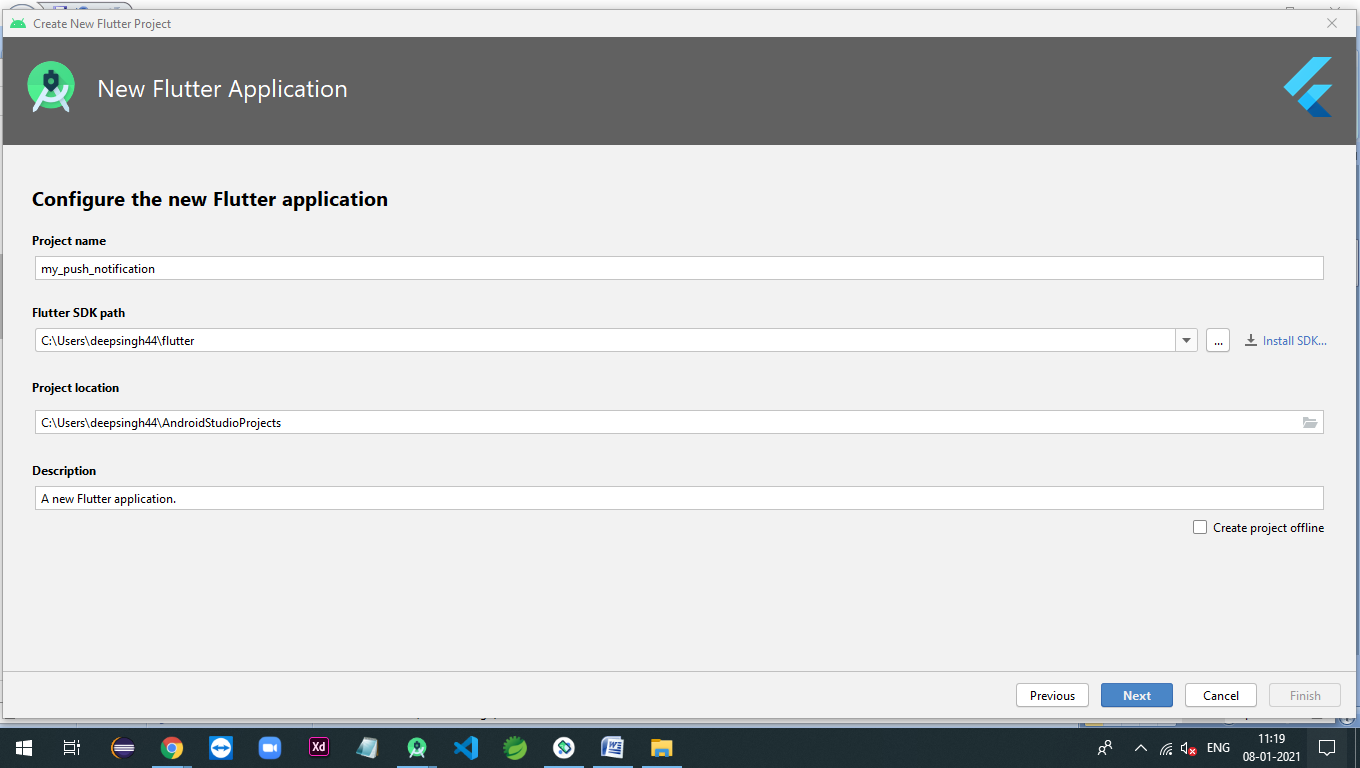 Create New Flutter Project
New Flutter Application
Configure the new Flutter application
Project name
my_push_notification
Flutter SDK path
C:\Users\deepsingh44\flutter
...
Install SDK...
Project location
C:\Users\deepsingh44\AndroidStudioProjects
Description
A new Flutter application.
Create project offline
Previous
Next
Cancel
Finish
Xd
ENG
11:19
08-01-2021